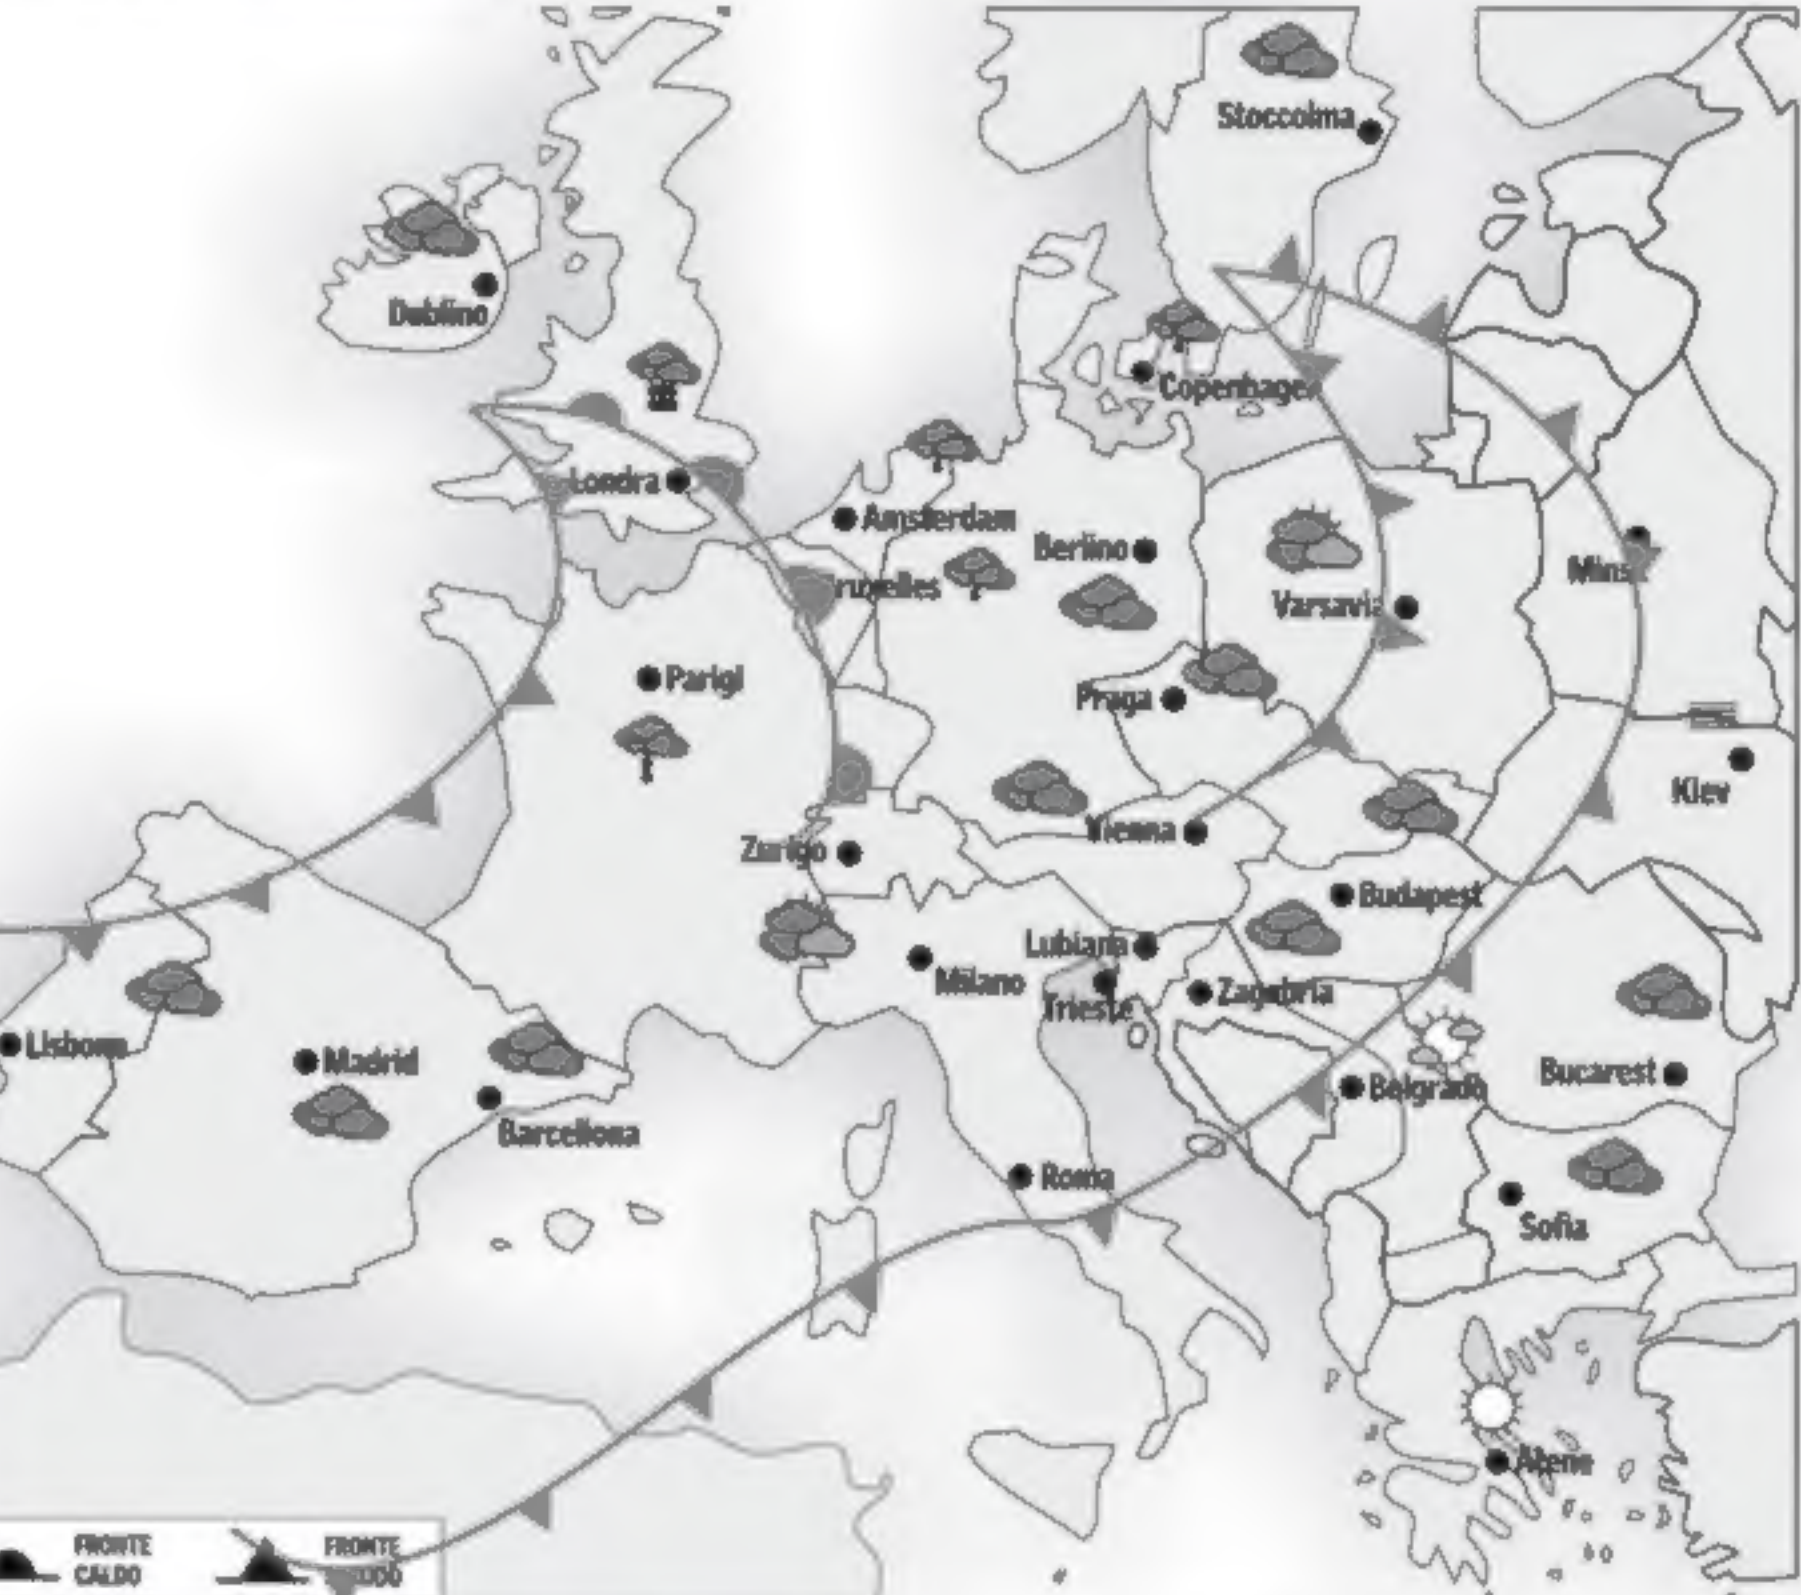 Stoccolma
Dublino
Copenhagen
Londra
Amsterdam
Berlino
Bruxelles
Minsk
Varsavia
Parigi
Praga
Kiev
Vienna
Zurigo
Budapest
Lubiana
Milano
Zagabria
Trieste
Lisbona
Madrid
Belgrado
Bucarest
Barcellona
Roma
Sofia
Atene
FRONTE
CALDO
FRONTE